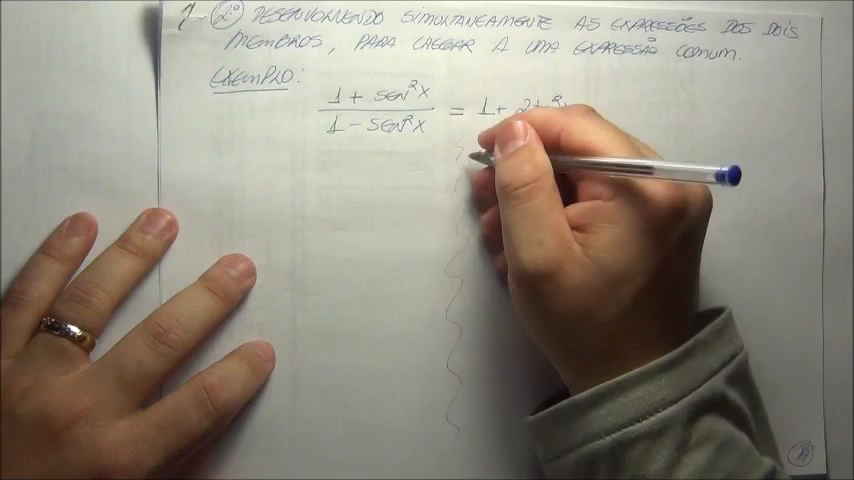 1- 2º DESENVOLVENDO SIMULTANEAMENTE AS EXPRESSÕES DOS DOIS
MEMBROS, PARA CHEGAR A UMA EXPRESSÃO COMUM.
EXEMPLO:
1 + SEN²X
= 1+
1 - SEN²X